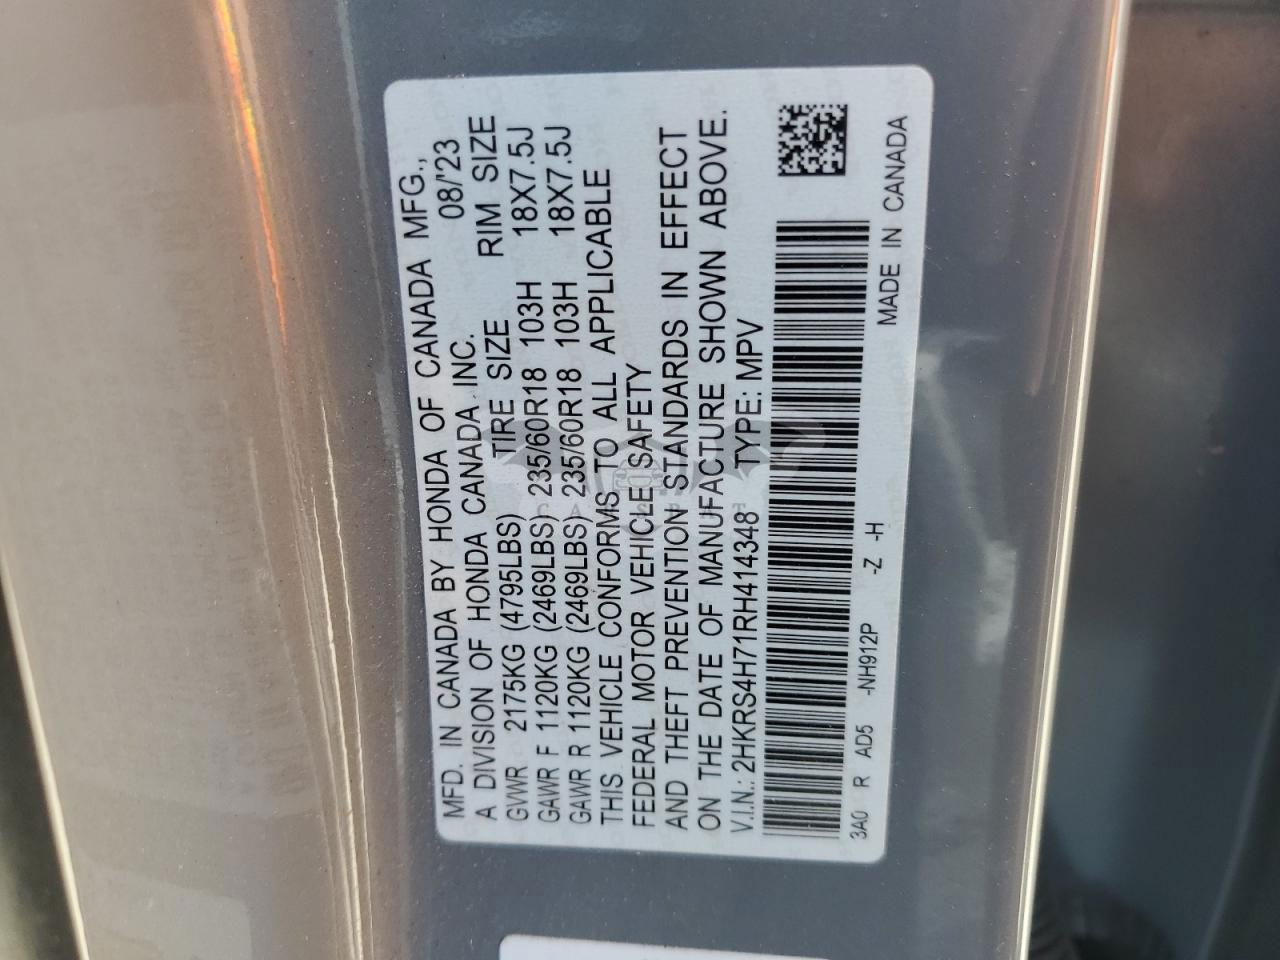 MFD. IN CANADA BY HONDA OF CANADA MFG.,
A DIVISION OF HONDA CANADA INC. 08/'23
GVWR 2175KG (4795LBS) TIRE SIZE RIM SIZE
GAWR F 1120KG (2469LBS) 235/60R18 103H 18X7.5J
GAWR R 1120KG (2469LBS) 235/60R18 103H 18X7.5J
THIS VEHICLE CONFORMS TO ALL APPLICABLE
FEDERAL MOTOR VEHICLE SAFETY
AND THEFT PREVENTION STANDARDS IN EFFECT
ON THE DATE OF MANUFACTURE SHOWN ABOVE.
V.I.N.: 2HKRS4H71RH414348 TYPE: MPV
3A0 R AD5 -NH912P -Z -H MADE IN CANADA